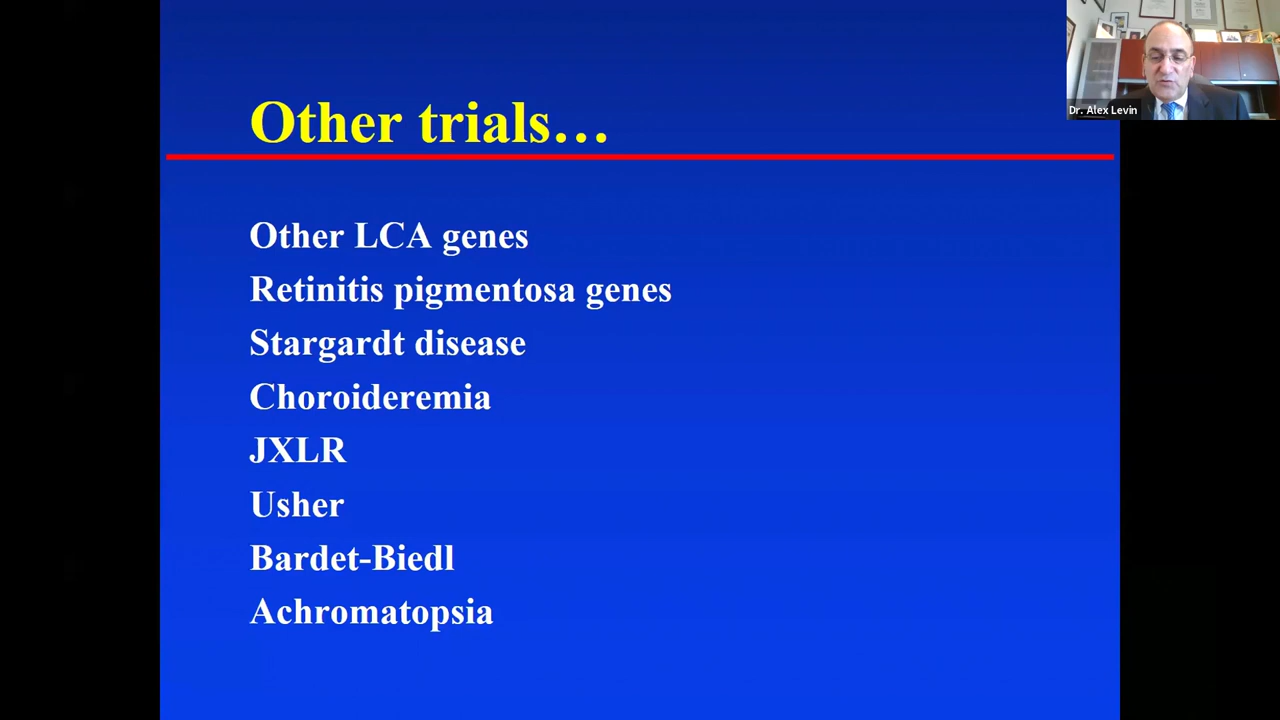 Other trials…
Dr. Alex Levin
Other LCA genes
Retinitis pigmentosa genes
Stargardt disease
Choroideremia
JXLR
Usher
Bardet-Biedl
Achromatopsia